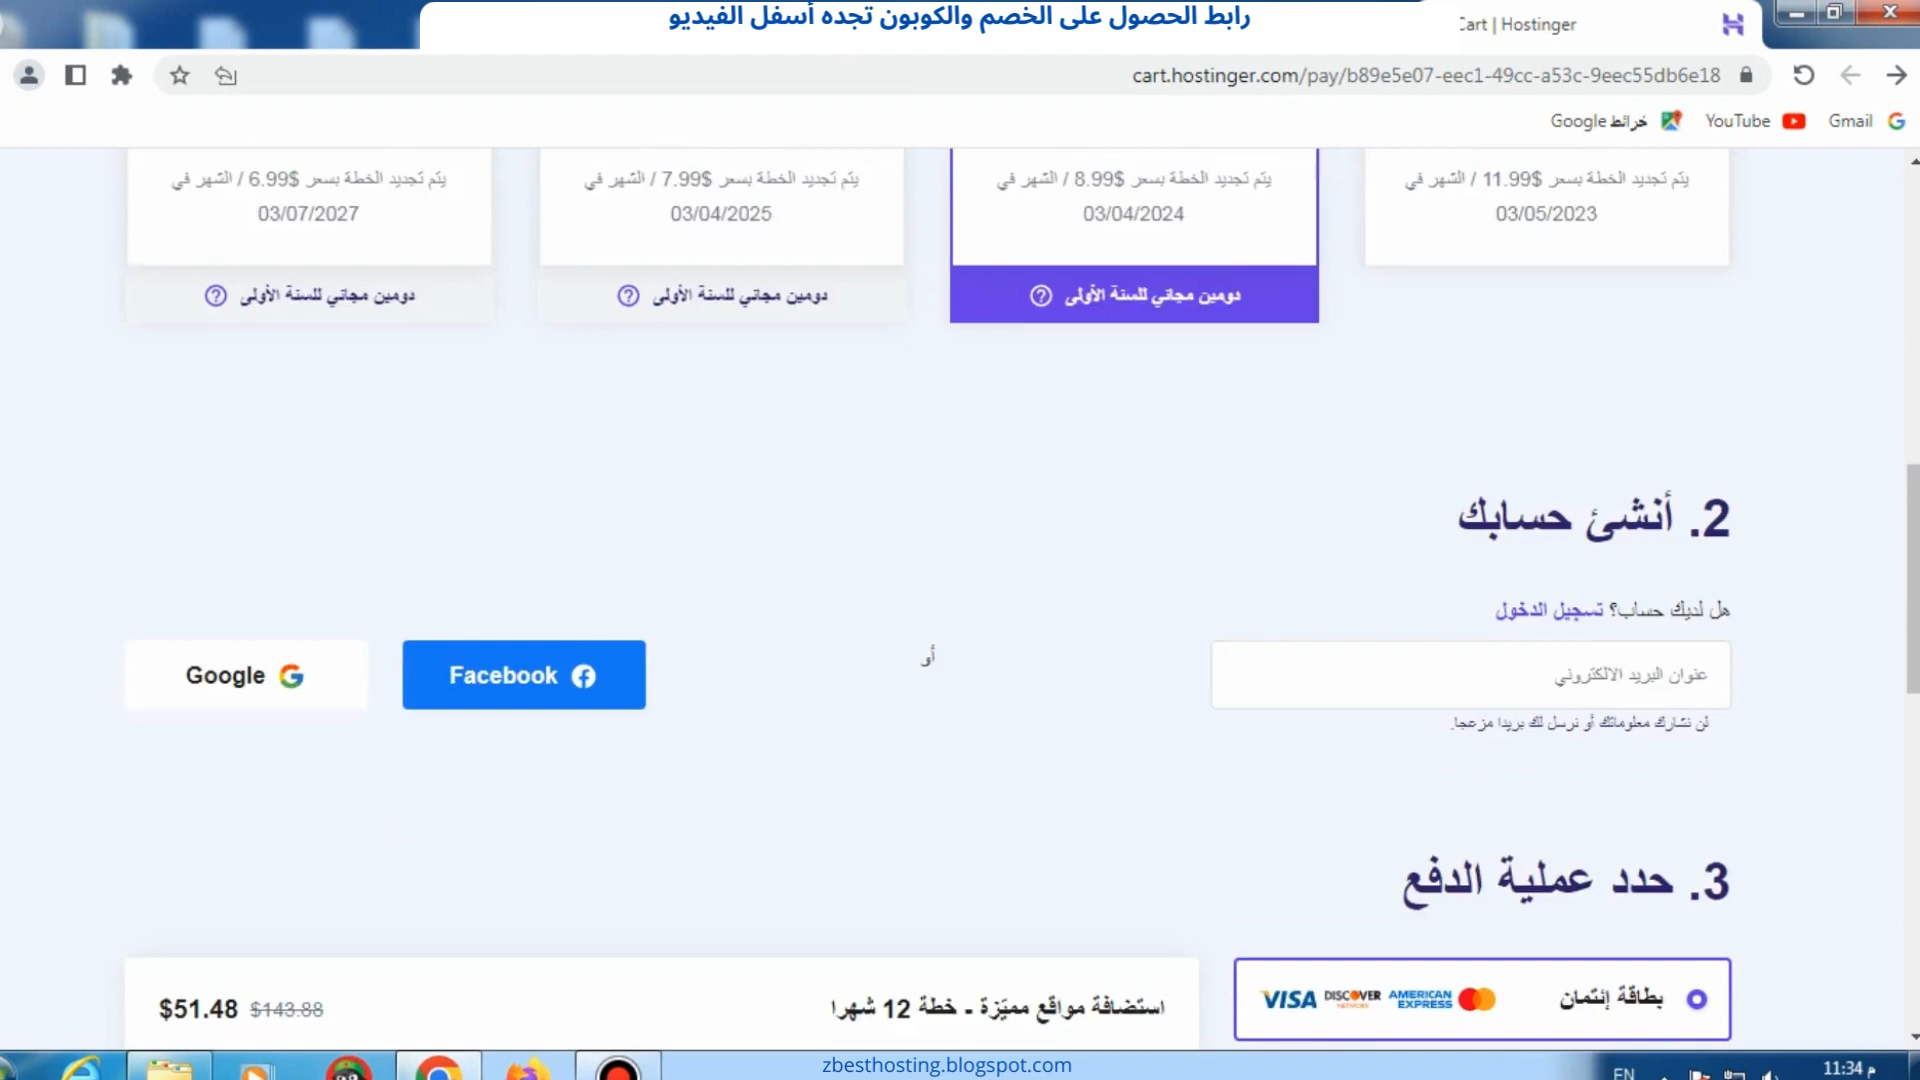 رابط الحصول على الخصم والكوبون تجده أسفل الفيديو
Cart | Hostinger
cart.hostinger.com/pay/b89e5e07-eec1-49cc-a53c-9eec55db6e18
Gmail
YouTube
خرائط Google
يتم تجديد الخطة بسعر $11.99 / الشهر في
03/05/2023
يتم تجديد الخطة بسعر $8.99 / الشهر في
03/04/2024
دومين مجاني للسنة الأولى
يتم تجديد الخطة بسعر $7.99 / الشهر في
03/04/2025
دومين مجاني للسنة الأولى
يتم تجديد الخطة بسعر $6.99 / الشهر في
03/07/2027
دومين مجاني للسنة الأولى
2. أنشئ حسابك
هل لديك حساب؟ تسجيل الدخول
عنوان البريد الالكتروني
لن نشارك معلوماتك أو نرسل لك بريدا مزعجا.
أو
Facebook
Google
3. حدد عملية الدفع
بطاقة إئتمان
VISA DISCOVER NETWORK AMERICAN EXPRESS
استضافة مواقع مميّزة - خطة 12 شهرا
$143.88 $51.48
zbesthosting.blogspot.com
EN
11:34 م